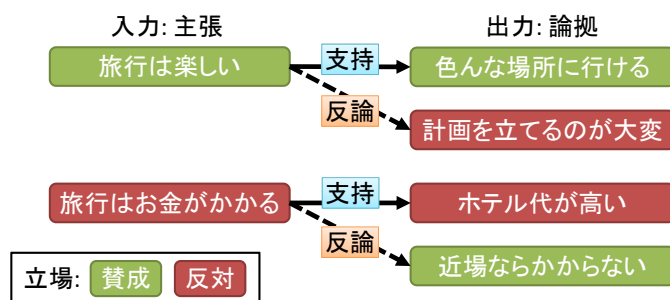 入力: 主張
出力: 論拠
旅行は楽しい
支持
色んな場所に行ける
反論
計画を立てるのが大変
旅行はお金がかかる
支持
ホテル代が高い
反論
近場ならかからない
立場: 賛成 反対